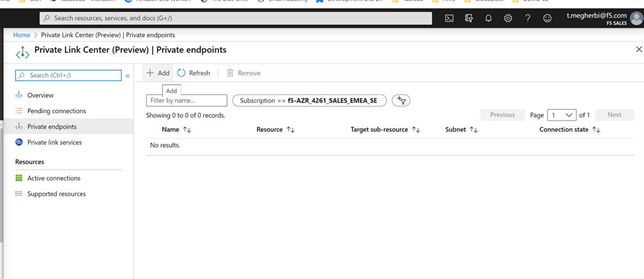 Search resources, services, and docs (G+/)
t.megherbi@f5.com
F5 SALES
Home > Private Link Center (Preview) | Private endpoints
Private Link Center (Preview) | Private endpoints
Search (Ctrl+/)
«
Add
Refresh
Remove
Add
Overview
Pending connections
Private endpoints
Private link services
Resources
Active connections
Supported resources
Filter by name...
Subscription == f5-AZR_4261_SALES_EMEA_SE
Showing 0 to 0 of 0 records.
Previous
Page 1 of 1
Next
Name ↑↓ Resource ↑↓ Target sub-resource ↑↓ Subnet ↑↓ Connection state ↑↓
No results.